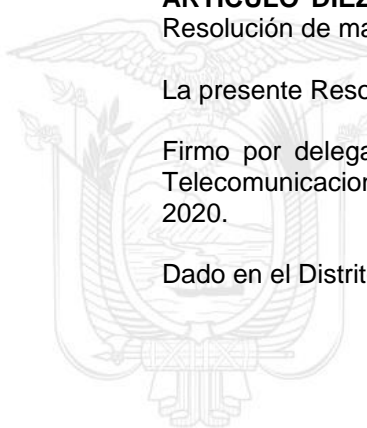 ARTÍCULO DIEZ
Resolución de ma
La presente Reso
Firmo por delega
Telecomunicacion
2020.
Dado en el Distrit